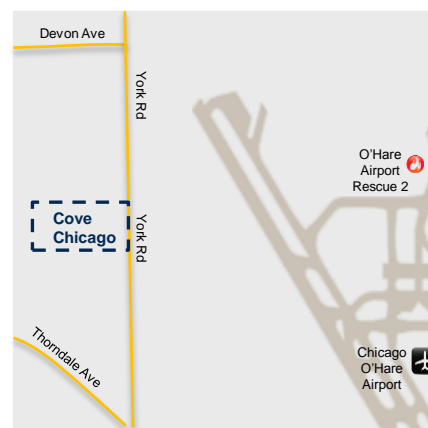 Devon Ave
York Rd
O'Hare
Airport
Rescue 2
Cove
Chicago
York Rd
Thorndale Ave
Chicago
O'Hare
Airport